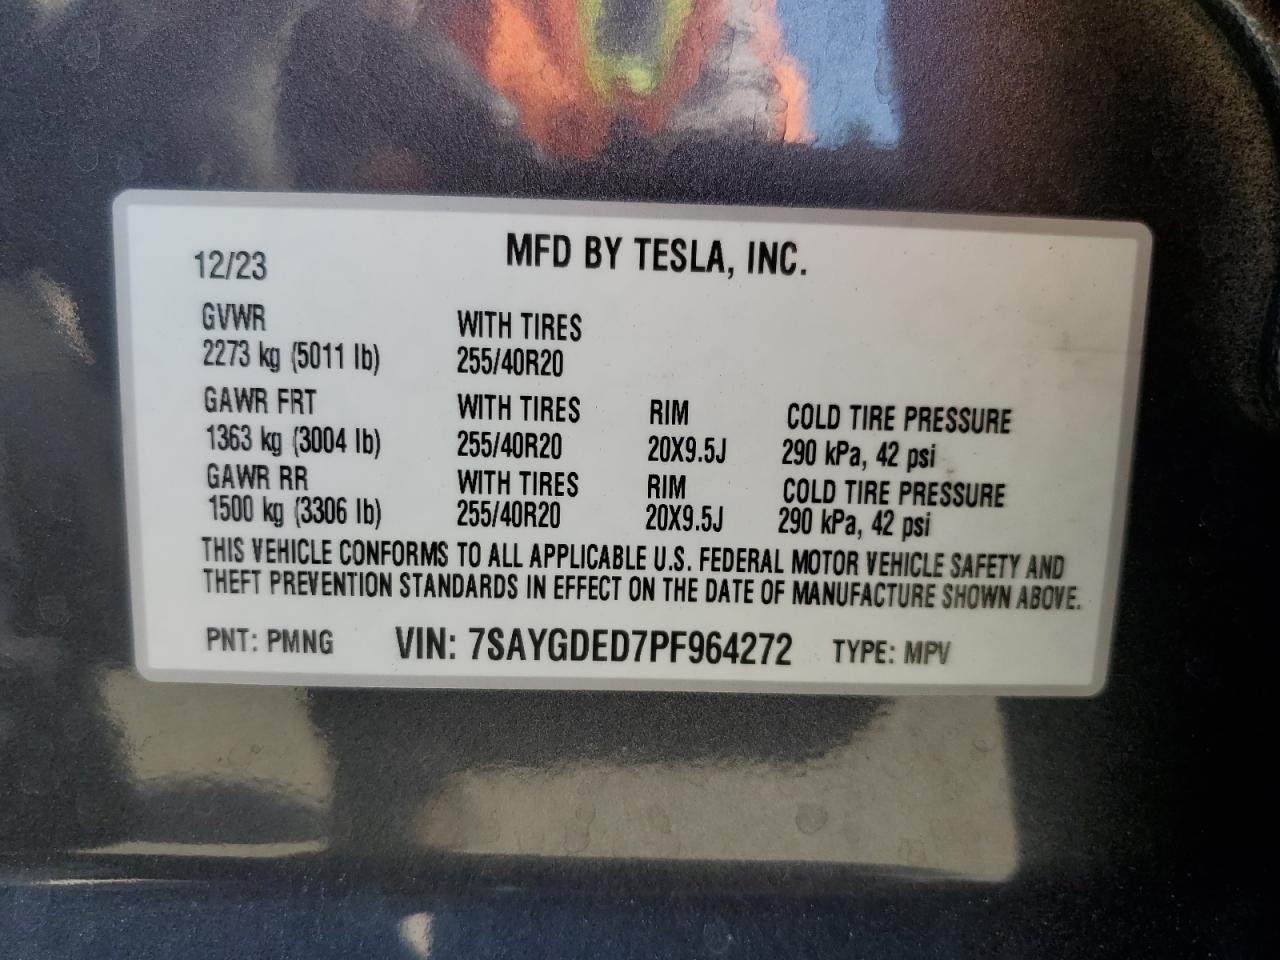 MFD BY TESLA, INC.
12/23
GVWR WITH TIRES
2273 kg (5011 lb) 255/40R20
GAWR FRT WITH TIRES RIM COLD TIRE PRESSURE
1363 kg (3004 lb) 255/40R20 20X9.5J 290 kPa, 42 psi
GAWR RR WITH TIRES RIM COLD TIRE PRESSURE
1500 kg (3306 lb) 255/40R20 20X9.5J 290 kPa, 42 psi
THIS VEHICLE CONFORMS TO ALL APPLICABLE U.S. FEDERAL MOTOR VEHICLE SAFETY AND
THEFT PREVENTION STANDARDS IN EFFECT ON THE DATE OF MANUFACTURE SHOWN ABOVE.
PNT: PMNG VIN: 7SAYGDED7PF964272 TYPE: MPV